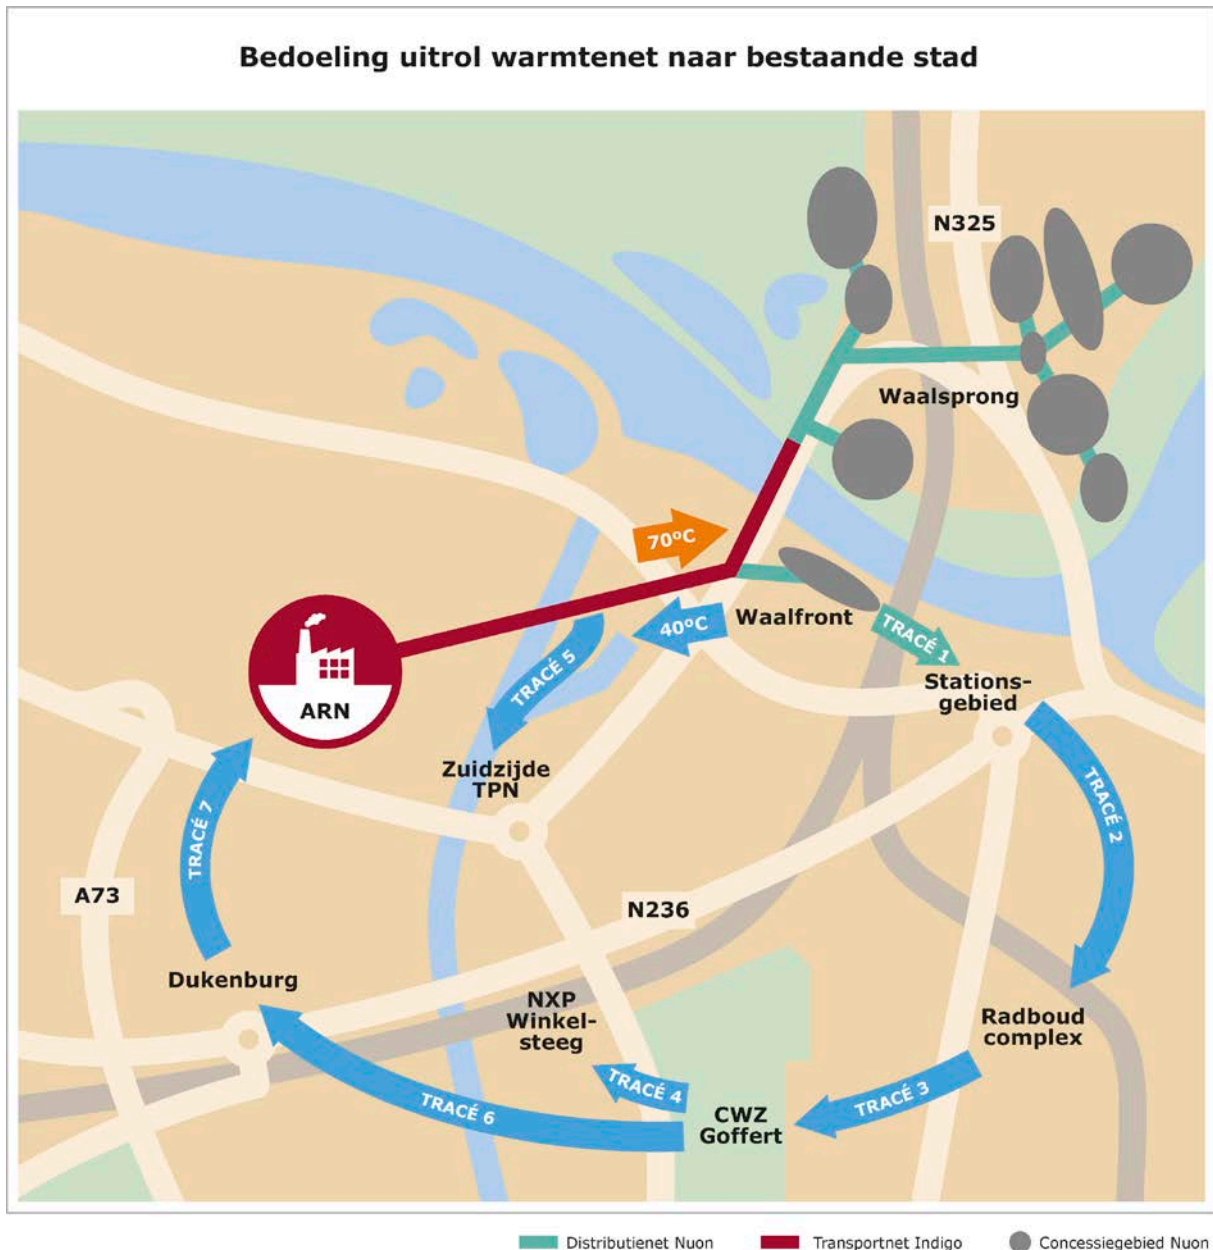 Bedoeling uitrol warmtenet naar bestaande stad
N325
Waalsprong
70ºC
40ºC
Waalfront
TRACÉ 1
TRACÉ 5
Stations-
gebied
ARN
Zuidzijde
TPN
TRACÉ 2
TRACÉ 7
A73
N236
Dukenburg
NXP
Winkel-
steeg
Radboud
complex
TRACÉ 4
TRACÉ 3
TRACÉ 6
CWZ
Goffert
Distributienet Nuon
Transportnet Indigo
Concessiegebied Nuon